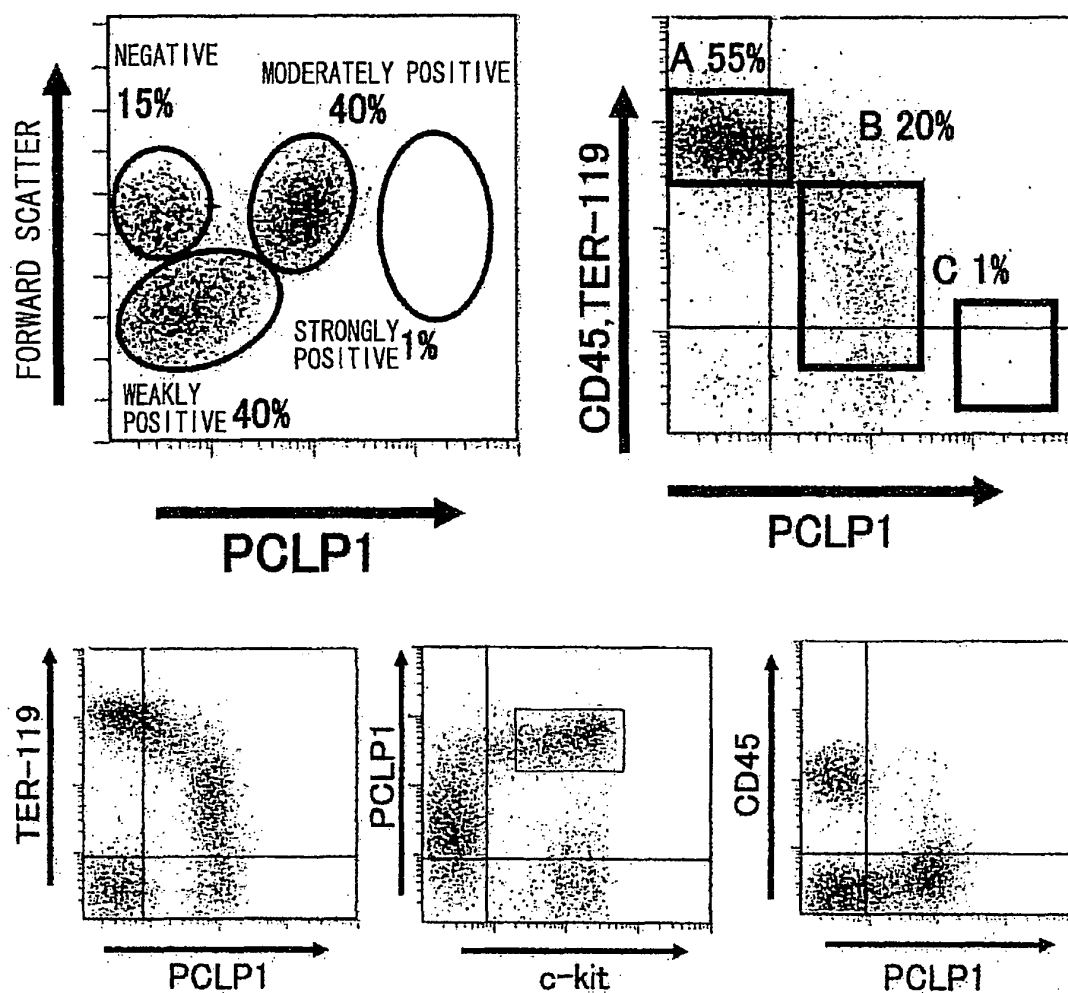 NEGATIVE
15%
MODERATELY POSITIVE
40%
STRONGLY
POSITIVE 1%
WEAKLY
POSITIVE 40%
FORWARD SCATTER
PCLP1
A 55%
B 20%
C 1%
CD45,TER-119
PCLP1
TER-119
PCLP1
PCLP1
c-kit
CD45
PCLP1